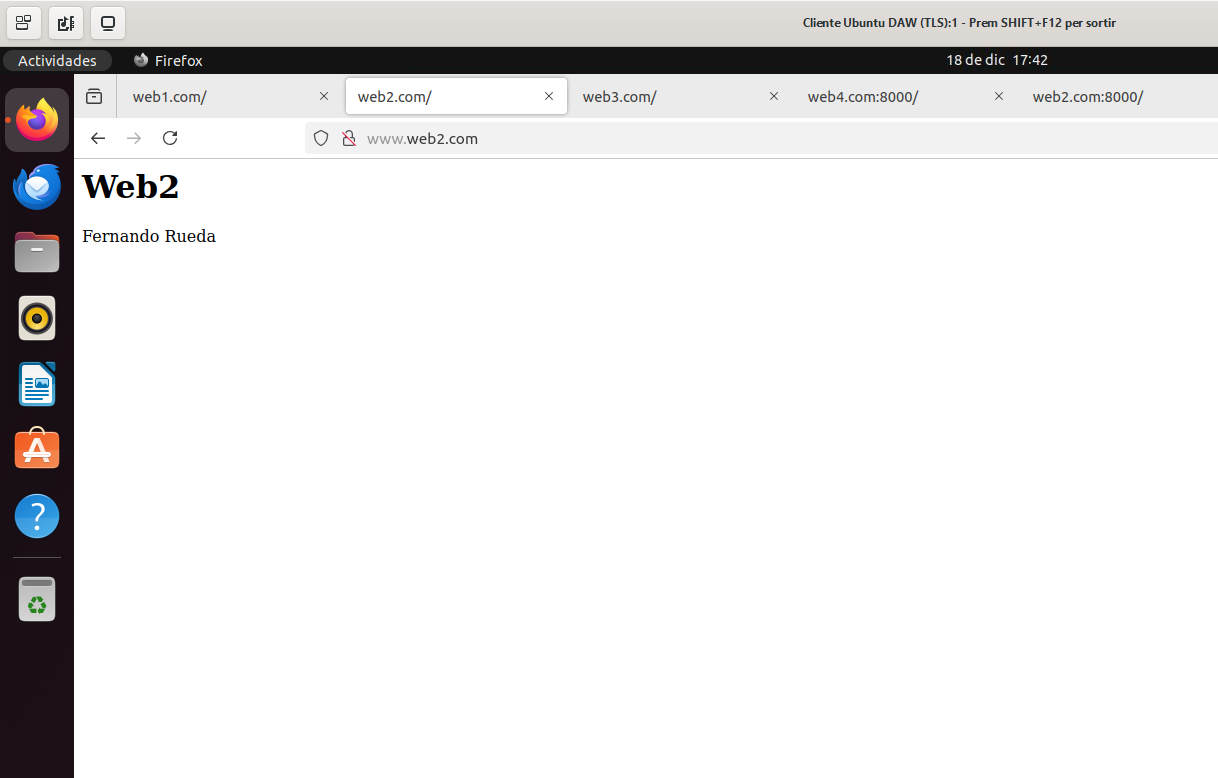 Cliente Ubuntu DAW (TLS):1 - Prem SHIFT+F12 per sortir
Actividades Firefox 18 de dic 17:42
web1.com/ web2.com/ web3.com/ web4.com:8000/ web2.com:8000/
www.web2.com
Web2
Fernando Rueda